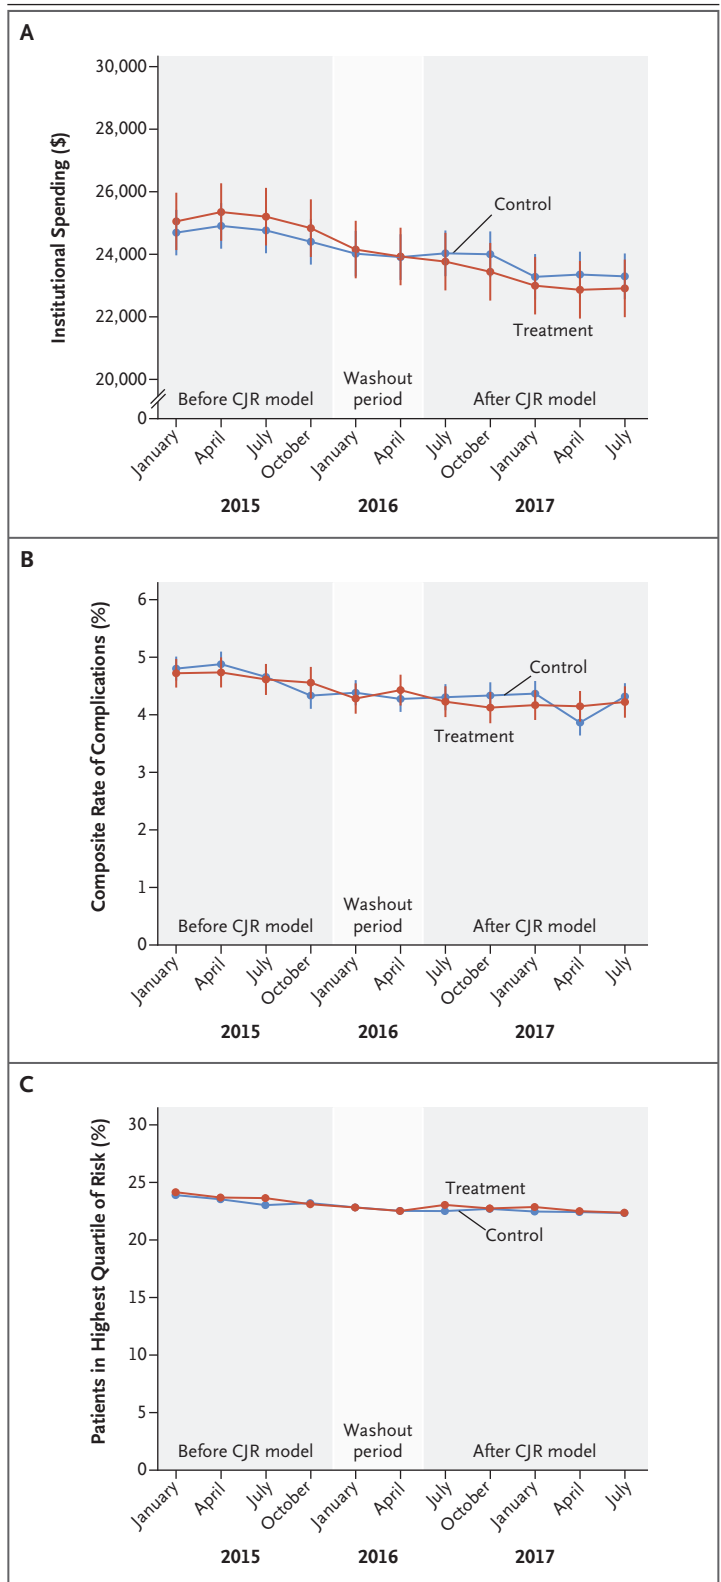 A
Institutional Spending ($)
30,000
28,000
26,000
24,000
22,000
20,000
0
Control
Treatment
Before CJR model
Washout
period
After CJR model
January
April
July
October
January
April
July
October
January
April
July
2015
2016
2017
B
Composite Rate of Complications (%)
6
5
4
3
2
1
0
Control
Treatment
Before CJR model
Washout
period
After CJR model
January
April
July
October
January
April
July
October
January
April
July
2015
2016
2017
C
Patients in Highest Quartile of Risk (%)
30
25
20
15
10
5
0
Treatment
Control
Before CJR model
Washout
period
After CJR model
January
April
July
October
January
April
July
October
January
April
July
2015
2016
2017